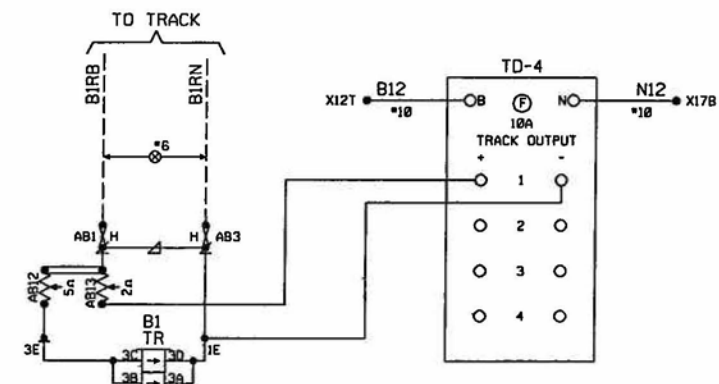 TO TRACK
B1RB
B1RN
*6
AB1 H
H AB3
AB12
5Ω
AB13
2Ω
B1
TR
3E
3C
3D
1E
3B
3A
TD-4
X12T
B12
*10
B
F
N
N12
*10
X17B
10A
TRACK OUTPUT
+ -
1
2
3
4